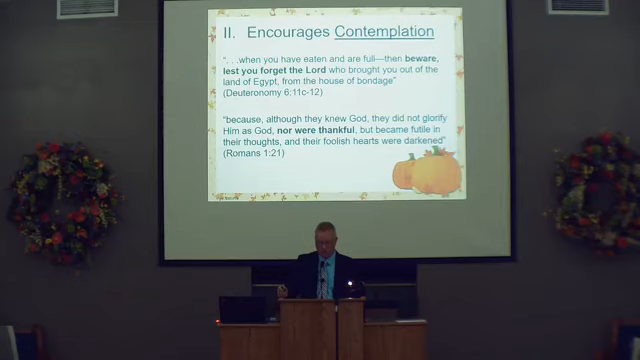 II. Encourages Contemplation
“. . .when you have eaten and are full—then beware,
lest you forget the Lord who brought you out of the
land of Egypt, from the house of bondage”
(Deuteronomy 6:11c-12)
“because, although they knew God, they did not glorify
Him as God, nor were thankful, but became futile in
their thoughts, and their foolish hearts were darkened”
(Romans 1:21)